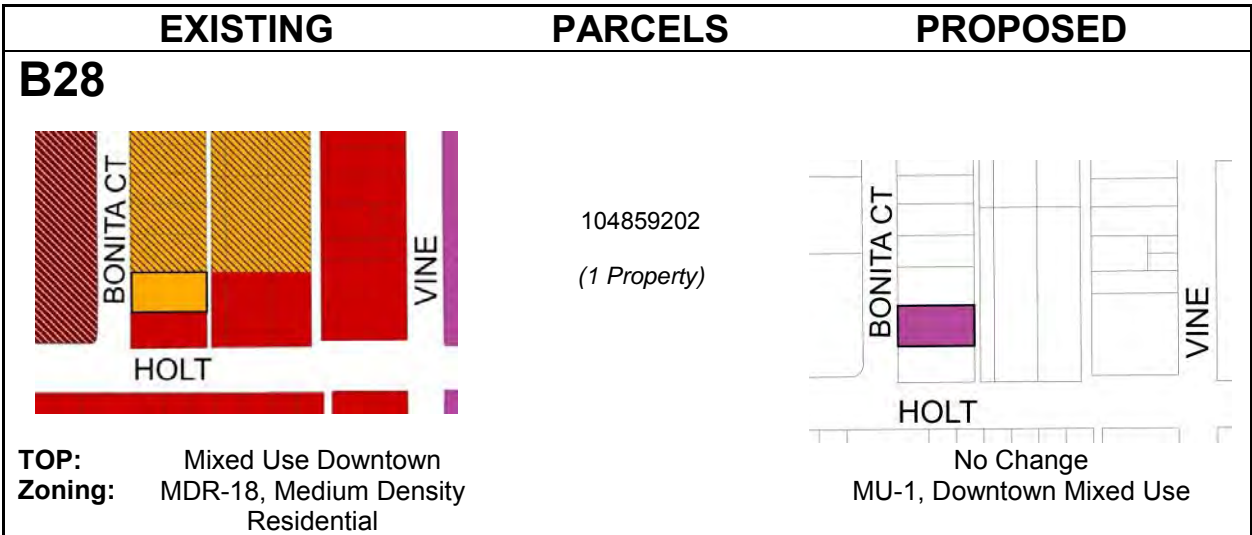 EXISTING PARCELS PROPOSED
B28
BONITA CT
VINE
HOLT
104859202
(1 Property)
BONITA CT
VINE
HOLT
TOP: Mixed Use Downtown
Zoning: MDR-18, Medium Density
Residential
No Change
MU-1, Downtown Mixed Use